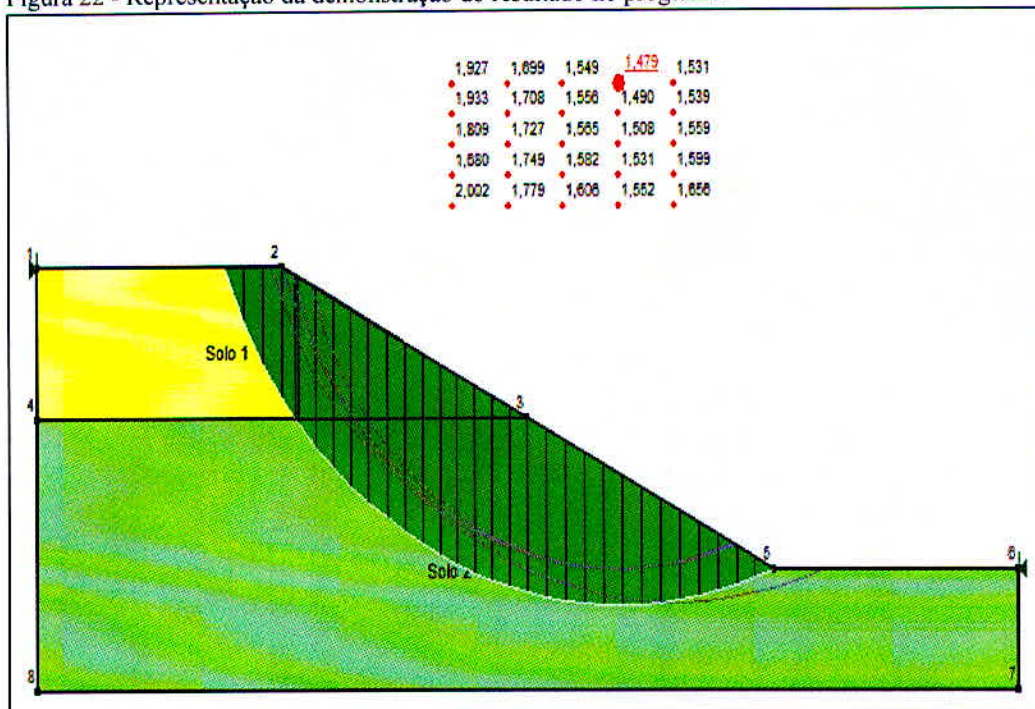 Figura 22 - Representação da demonstração do resultado no
1,927 1,699 1,549 1,479 1,531
1,933 1,708 1,556 1,490 1,539
1,809 1,727 1,565 1,508 1,559
1,680 1,749 1,582 1,531 1,599
2,002 1,779 1,606 1,552 1,656
1
2
Solo 1
4
3
Solo 2
5
6
8
7